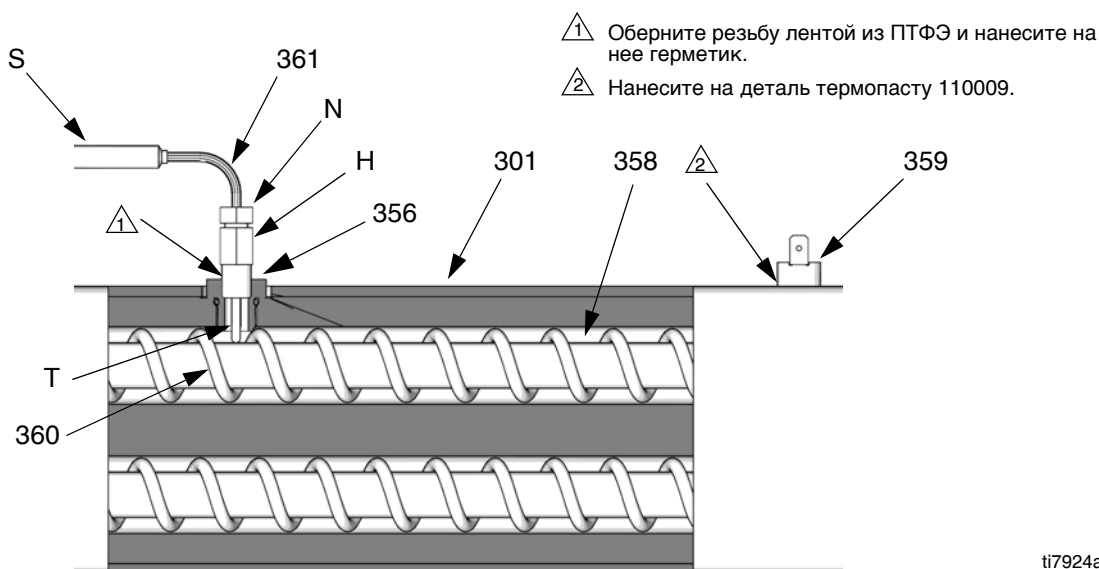 1 Оберните резьбу лентой из ПТФЭ и нанесите на
нее герметик.
2 Нанесите на деталь термопасту 110009.
S
361
N
H
301
358
2
359
1
356
T
360
ti7924a